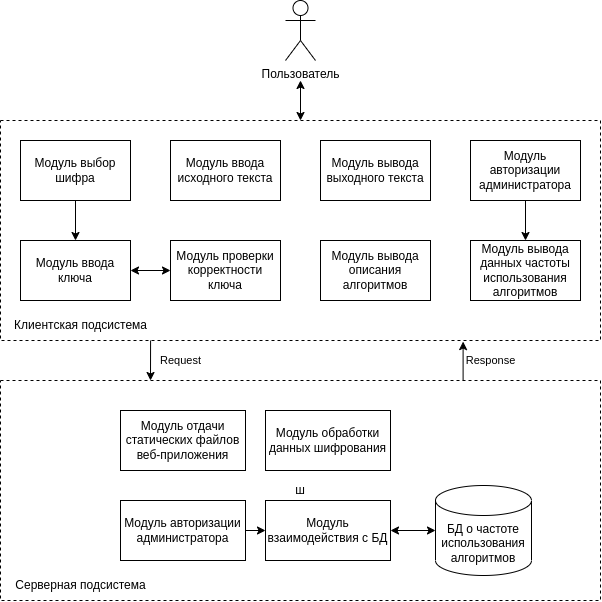 Пользователь
Модуль выбор
шифра
Модуль ввода
исходного текста
Модуль вывода
выходного текста
Модуль
авторизации
администратора
Модуль ввода
ключа
Модуль проверки
корректности
ключа
Модуль вывода
описания
алгоритмов
Модуль вывода
данных частоты
использования
алгоритмов
Клиентская подсистема
Request
Response
Модуль отдачи
статических файлов
веб-приложения
Модуль обработки
данных шифрования
ш
Модуль авторизации
администратора
Модуль
взаимодействия с БД
БД о частоте
использования
алгоритмов
Серверная подсистема